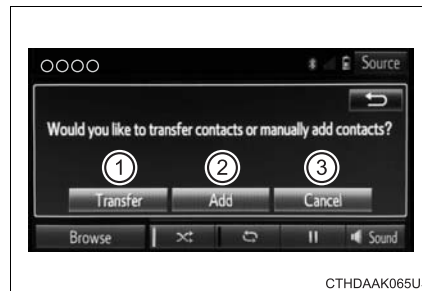 OOOO Source
Would you like to transfer contacts or manually add contacts?
1 2 3
Transfer Add Cancel
Browse Sound
CTHDAAK065U